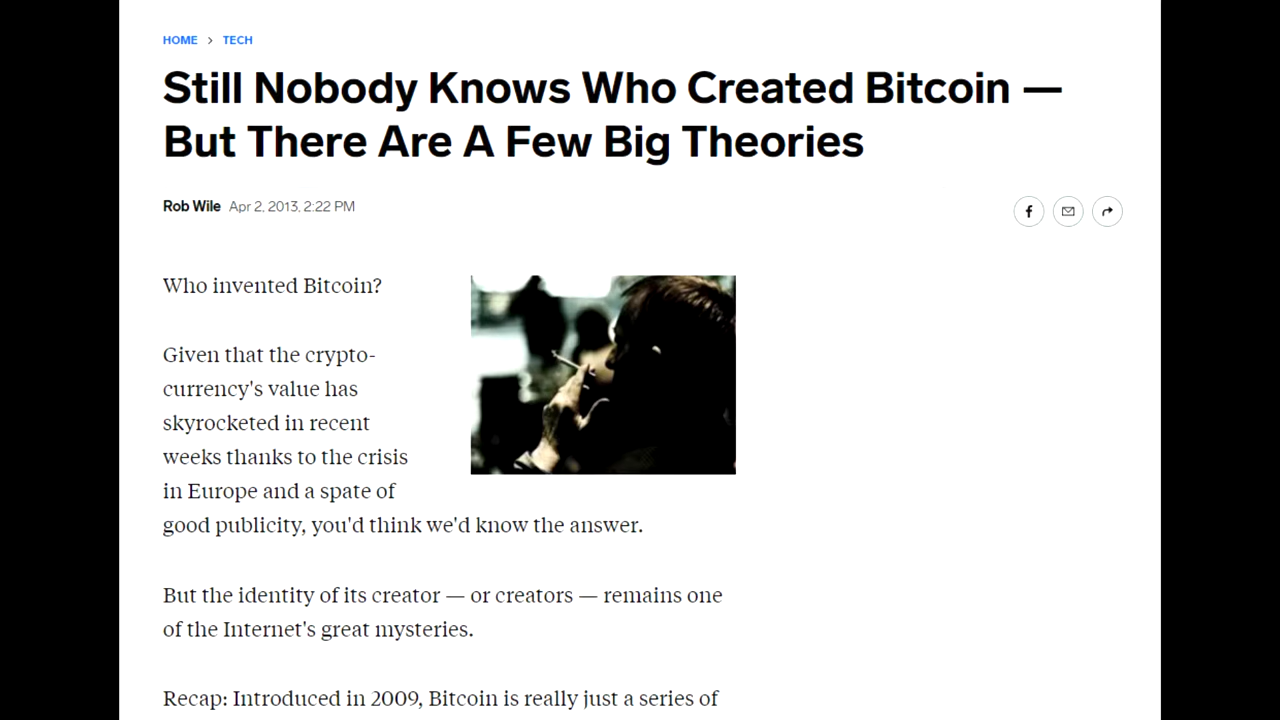 HOME > TECH
Still Nobody Knows Who Created Bitcoin —
But There Are A Few Big Theories
Rob Wile Apr 2, 2013, 2:22 PM
Who invented Bitcoin?
Given that the crypto-
currency's value has
skyrocketed in recent
weeks thanks to the crisis
in Europe and a spate of
good publicity, you'd think we'd know the answer.
But the identity of its creator — or creators — remains one
of the Internet's great mysteries.
Recap: Introduced in 2009, Bitcoin is really just a series of